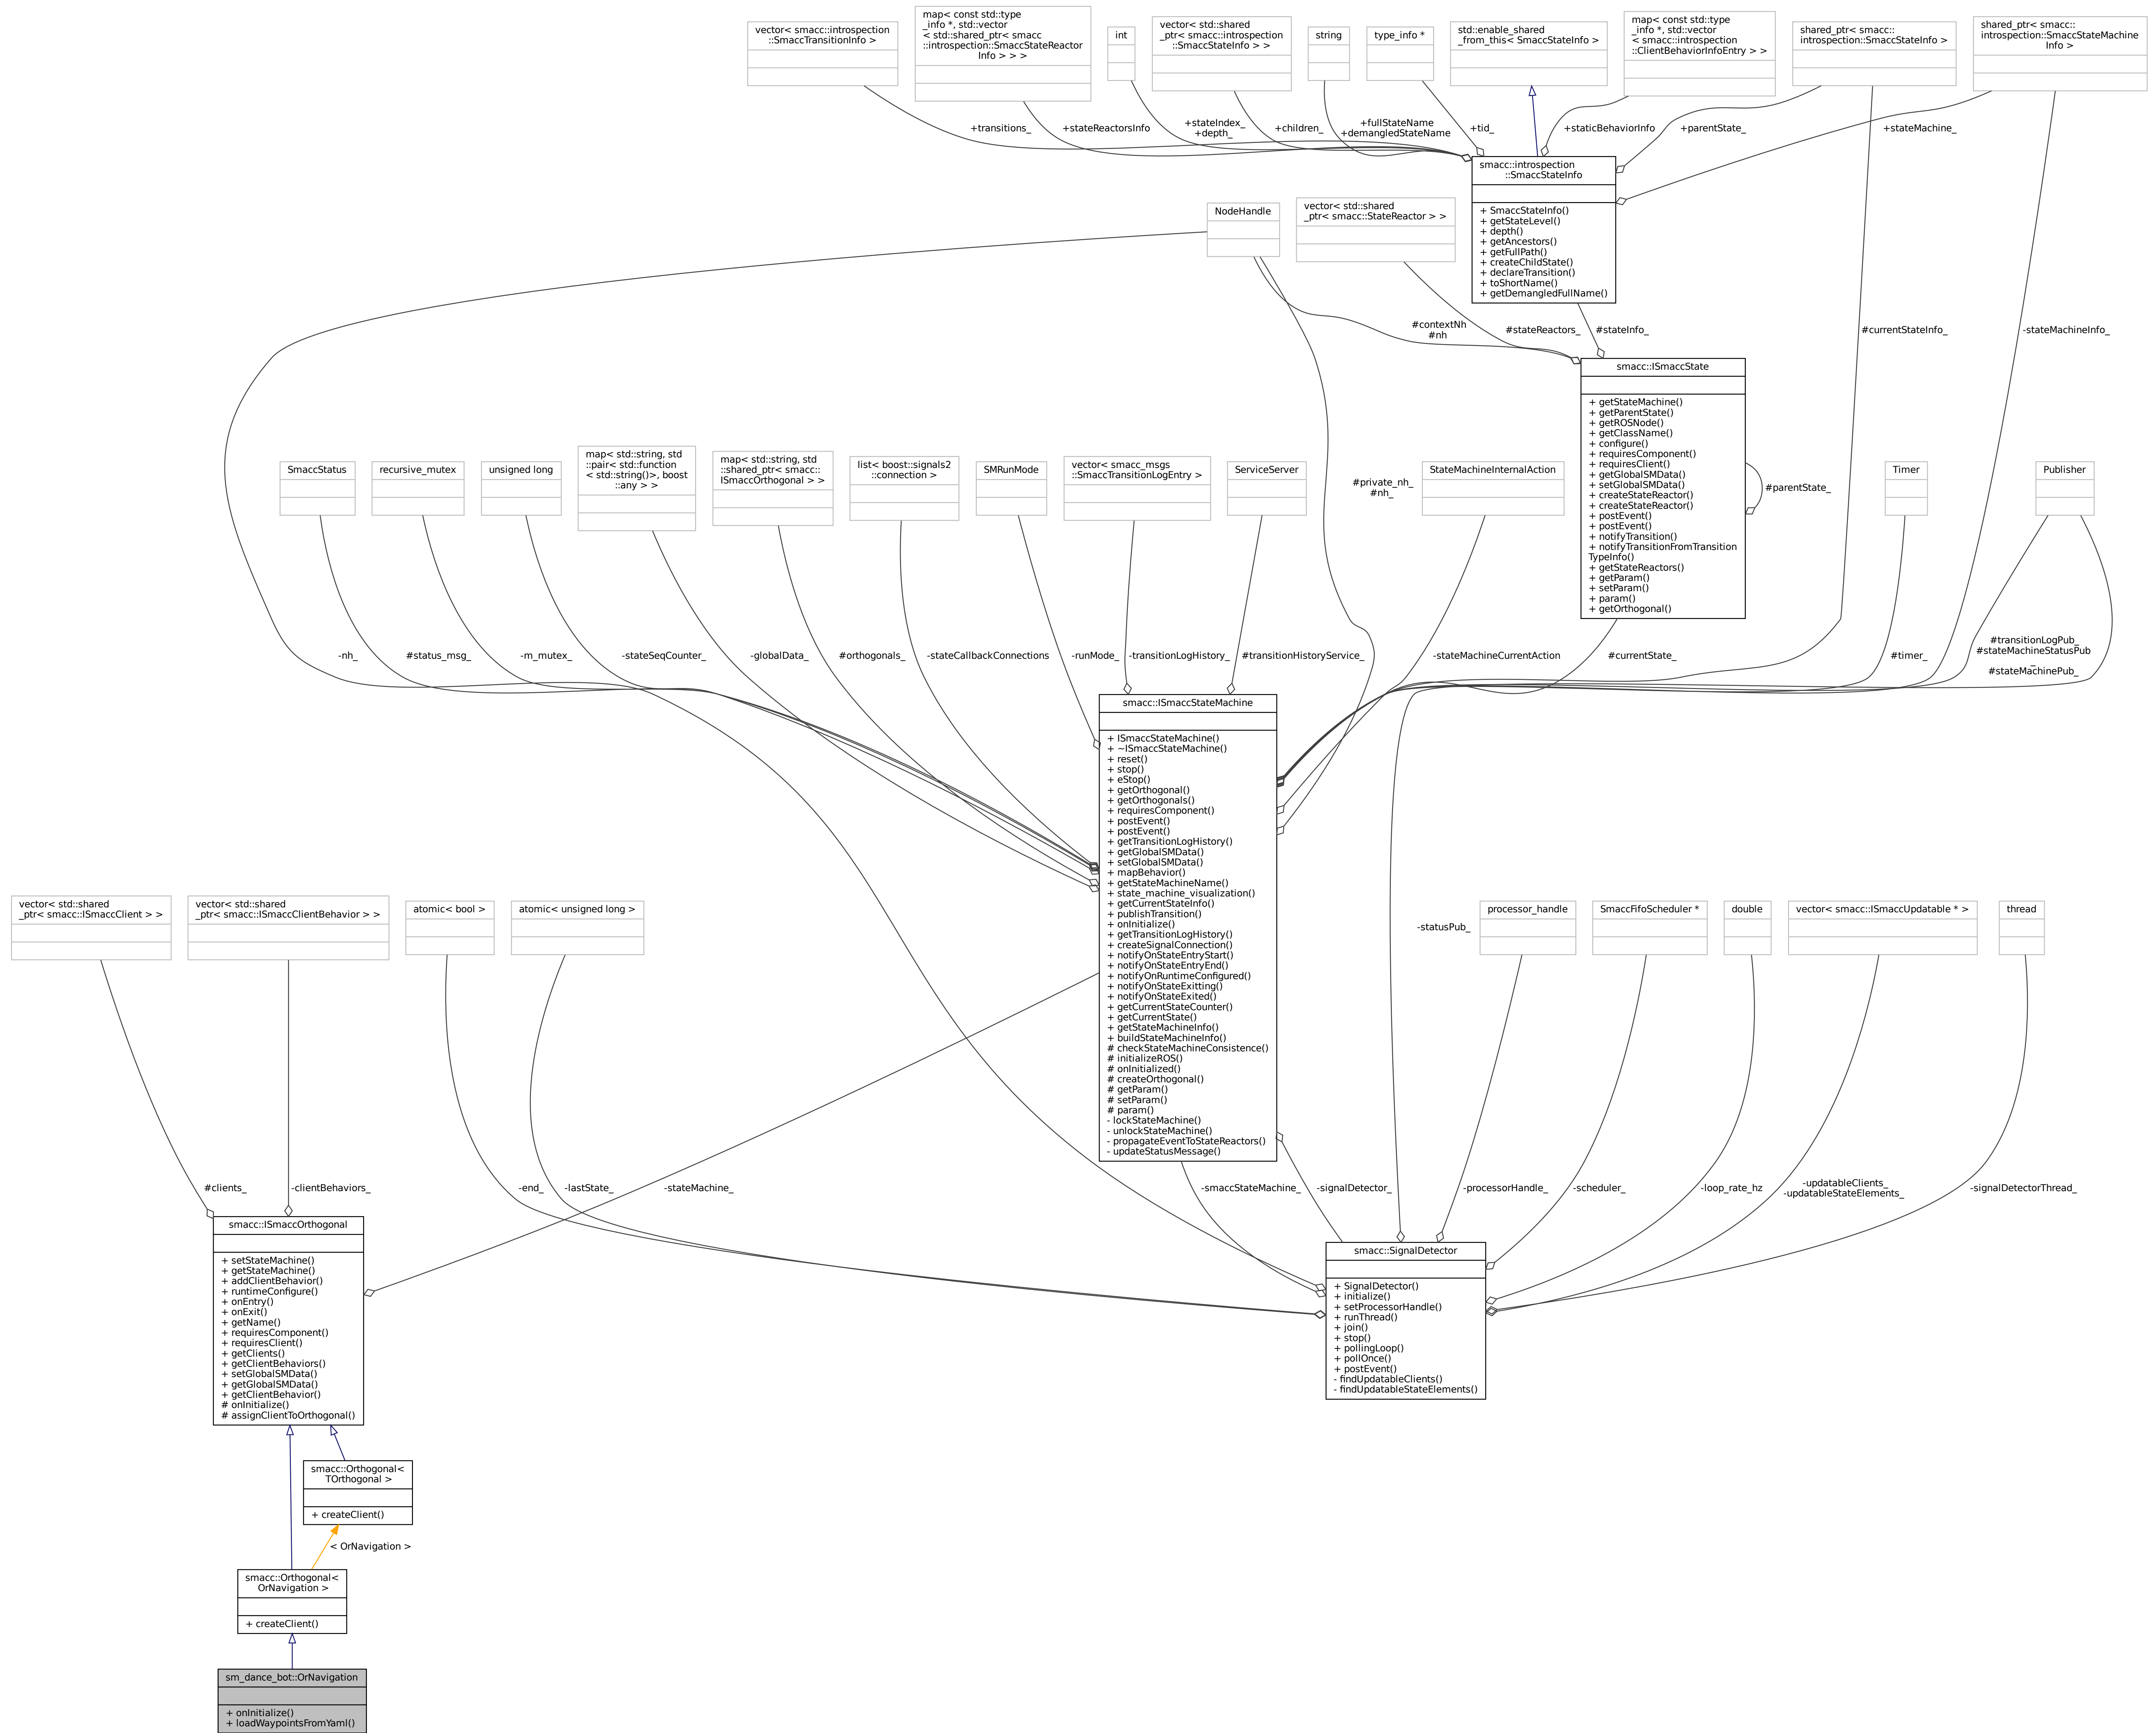 vector< smacc::introspection
::SmaccTransitionInfo >
map< const std::type
_info *, std::vector
< std::shared_ptr< smacc
::introspection::SmaccStateReactor
Info > > >
int
vector< std::shared
_ptr< smacc::introspection
::SmaccStateInfo > >
string
type_info *
std::enable_shared
_from_this< SmaccStateInfo >
map< const std::type
_info *, std::vector
< smacc::introspection
::ClientBehaviorInfoEntry > >
shared_ptr< smacc::
introspection::SmaccStateInfo >
shared_ptr< smacc::
introspection::SmaccStateMachine
Info >
+transitions_
+stateReactorsInfo
+stateIndex_
+depth_
+children_
+fullStateName
+demangledStateName
+tid_
+staticBehaviorInfo
+parentState_
+stateMachine_
smacc::introspection
::SmaccStateInfo
+ SmaccStateInfo()
+ getStateLevel()
+ depth()
+ getAncestors()
+ getFullPath()
+ createChildState()
+ declareTransition()
+ toShortName()
+ getDemangledFullName()
NodeHandle
vector< std::shared
_ptr< smacc::StateReactor > >
#contextNh
#nh
#stateReactors_
#stateInfo_
#currentStateInfo_
-stateMachineInfo_
smacc::ISmaccState
+ getStateMachine()
+ getParentState()
+ getROSNode()
+ getClassName()
+ configure()
+ requiresComponent()
+ requiresClient()
+ getGlobalSMData()
+ setGlobalSMData()
+ createStateReactor()
+ createStateReactor()
+ postEvent()
+ postEvent()
+ notifyTransition()
+ notifyTransitionFromTransition
TypeInfo()
+ getStateReactors()
+ getParam()
+ setParam()
+ param()
+ getOrthogonal()
#parentState_
SmaccStatus
recursive_mutex
unsigned long
map< std::string, std
::pair< std::function
< std::string()>, boost
::any > >
map< std::string, std
::shared_ptr< smacc::
ISmaccOrthogonal > >
list< boost::signals2
::connection >
SMRunMode
vector< smacc_msgs
::SmaccTransitionLogEntry >
ServiceServer
#private_nh_
#nh_
StateMachineInternalAction
Timer
Publisher
-nh_
#status_msg_
-m_mutex_
-stateSeqCounter_
-globalData_
#orthogonals_
-stateCallbackConnections
-runMode_
-transitionLogHistory_
#transitionHistoryService_
-stateMachineCurrentAction
#currentState_
#timer_
#transitionLogPub_
#stateMachineStatusPub
_
#stateMachinePub_
smacc::ISmaccStateMachine
+ ISmaccStateMachine()
+ ~ISmaccStateMachine()
+ reset()
+ stop()
+ eStop()
+ getOrthogonal()
+ getOrthogonals()
+ requiresComponent()
+ postEvent()
+ postEvent()
+ getTransitionLogHistory()
+ getGlobalSMData()
+ setGlobalSMData()
+ mapBehavior()
+ getStateMachineName()
+ state_machine_visualization()
+ getCurrentStateInfo()
+ publishTransition()
+ onInitialize()
+ getTransitionLogHistory()
+ createSignalConnection()
+ notifyOnStateEntryStart()
+ notifyOnStateEntryEnd()
+ notifyOnRuntimeConfigured()
+ notifyOnStateExitting()
+ notifyOnStateExited()
+ getCurrentStateCounter()
+ getCurrentState()
+ getStateMachineInfo()
+ buildStateMachineInfo()
# checkStateMachineConsistence()
# initializeROS()
# onInitialized()
# createOrthogonal()
# getParam()
# setParam()
# param()
- lockStateMachine()
- unlockStateMachine()
- propagateEventToStateReactors()
- updateStatusMessage()
vector< std::shared
_ptr< smacc::ISmaccClient > >
vector< std::shared
_ptr< smacc::ISmaccClientBehavior > >
atomic< bool >
atomic< unsigned long >
-statusPub_
processor_handle
SmaccFifoScheduler *
double
vector< smacc::ISmaccUpdatable * >
thread
#clients_
-clientBehaviors_
-end_
-lastState_
-stateMachine_
-smaccStateMachine_
-signalDetector_
-processorHandle_
-scheduler_
-loop_rate_hz
-updatableClients_
-updatableStateElements_
-signalDetectorThread_
smacc::ISmaccOrthogonal
+ setStateMachine()
+ getStateMachine()
+ addClientBehavior()
+ runtimeConfigure()
+ onEntry()
+ onExit()
+ getName()
+ requiresComponent()
+ requiresClient()
+ getClients()
+ getClientBehaviors()
+ setGlobalSMData()
+ getGlobalSMData()
+ getClientBehavior()
# onInitialize()
# assignClientToOrthogonal()
smacc::SignalDetector
+ SignalDetector()
+ initialize()
+ setProcessorHandle()
+ runThread()
+ join()
+ stop()
+ pollingLoop()
+ pollOnce()
+ postEvent()
- findUpdatableClients()
- findUpdatableStateElements()
smacc::Orthogonal<
TOrthogonal >
+ createClient()
< OrNavigation >
smacc::Orthogonal<
OrNavigation >
+ createClient()
sm_dance_bot::OrNavigation
+ onInitialize()
+ loadWaypointsFromYaml()